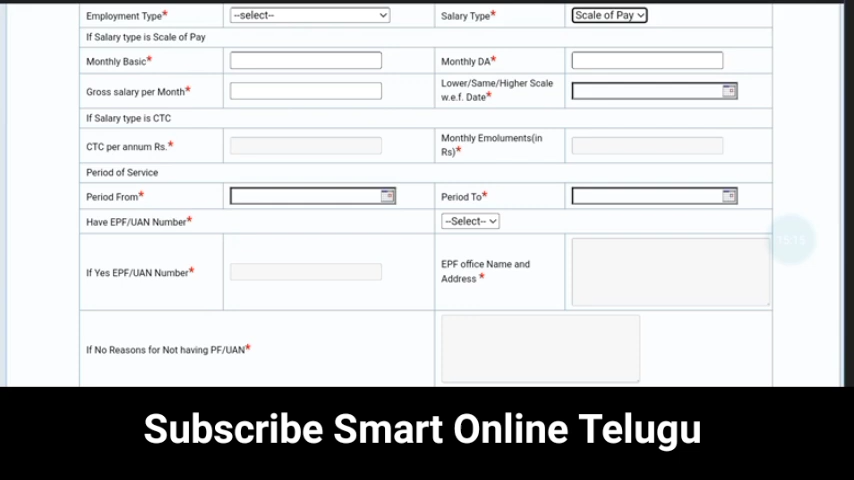 Employment Type* --select-- Salary Type* Scale of Pay
If Salary type is Scale of Pay
Monthly Basic* Monthly DA*
Gross salary per Month* Lower/Same/Higher Scale
w.e.f. Date*
If Salary type is CTC
CTC per annum Rs.* Monthly Emoluments(in
Rs)*
Period of Service
Period From* Period To*
Have EPF/UAN Number* --Select--
If Yes EPF/UAN Number* EPF office Name and
Address *
If No Reasons for Not having PF/UAN*
Subscribe Smart Online Telugu